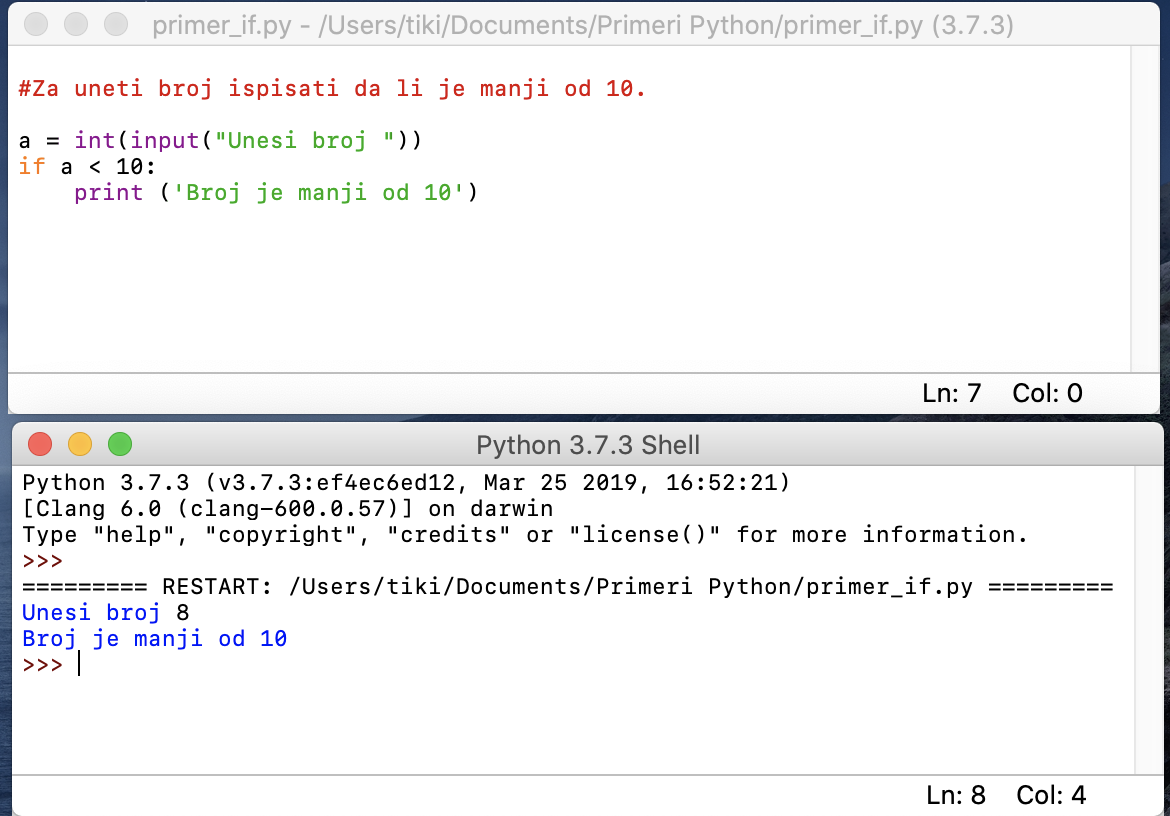 primer_if.py - /Users/tiki/Documents/Primeri Python/primer_if.py (3.7.3)
#Za uneti broj ispisati da li je manji od 10.
a = int(input("Unesi broj "))
if a < 10:
    print ('Broj je manji od 10')
Ln: 7 Col: 0
Python 3.7.3 Shell
Python 3.7.3 (v3.7.3:ef4ec6ed12, Mar 25 2019, 16:52:21)
[Clang 6.0 (clang-600.0.57)] on darwin
Type "help", "copyright", "credits" or "license()" for more information.
>>>
========= RESTART: /Users/tiki/Documents/Primeri Python/primer_if.py =========
Unesi broj 8
Broj je manji od 10
>>>
Ln: 8 Col: 4